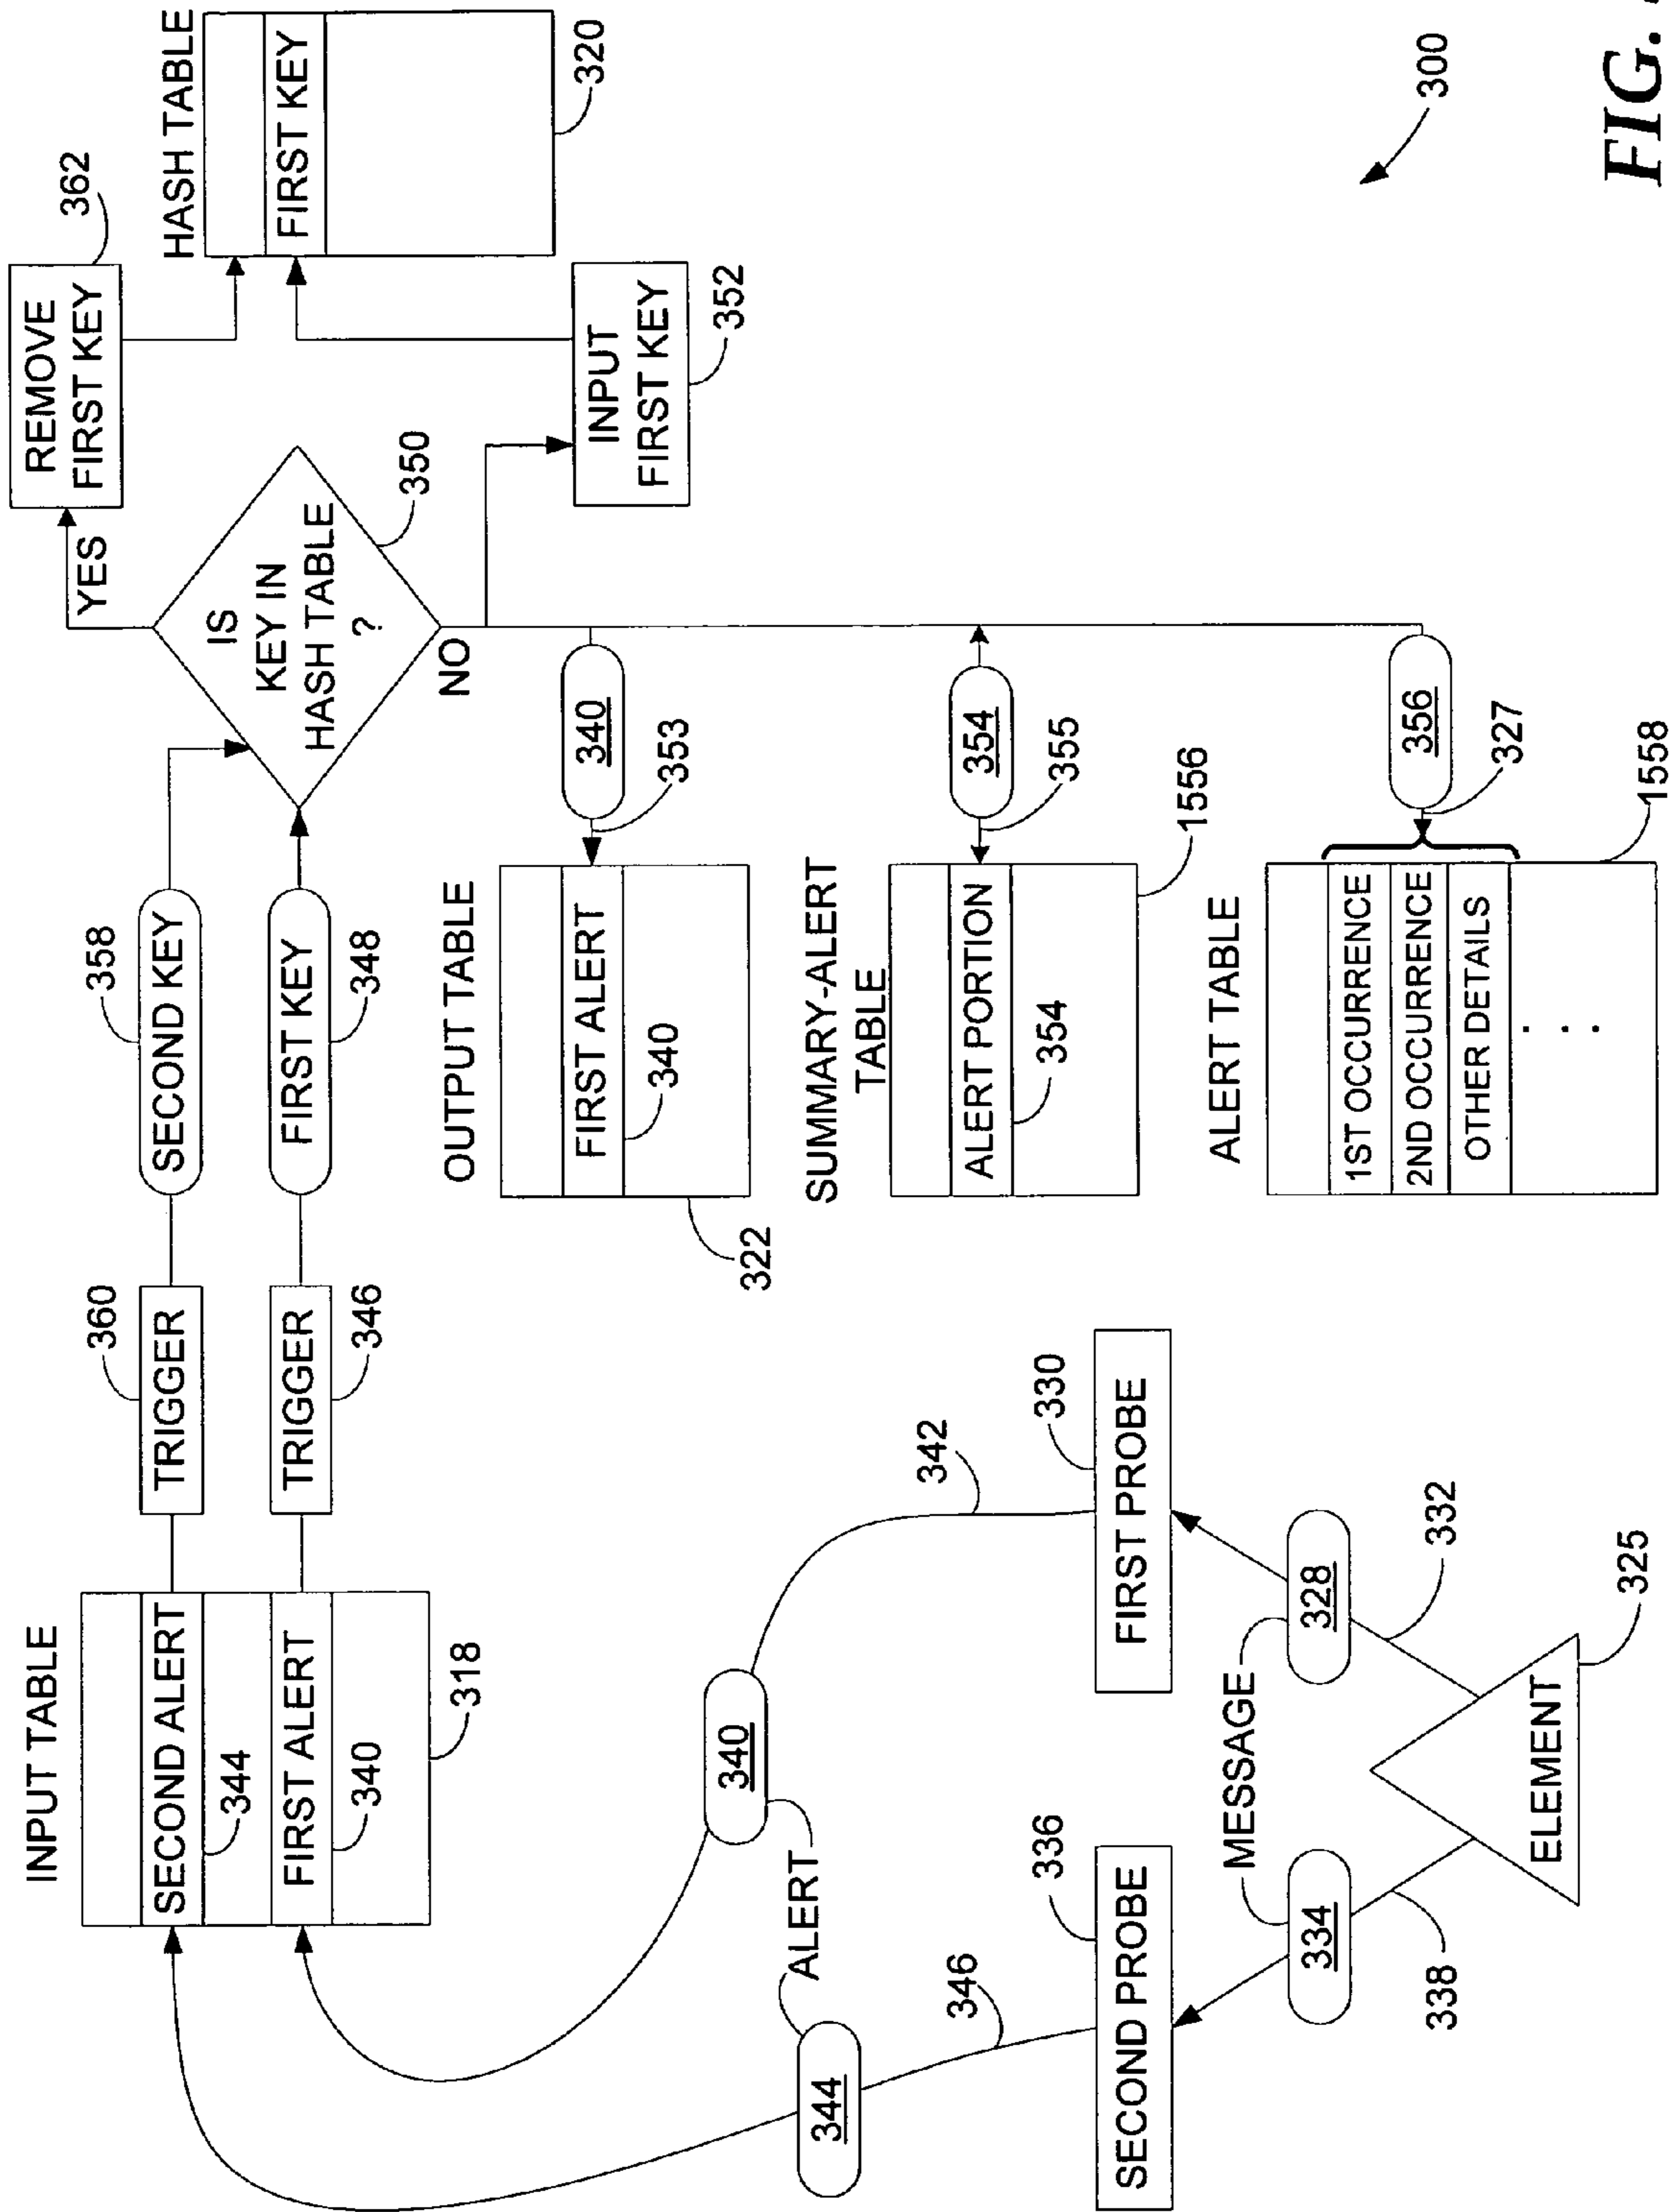 INPUT TABLE
SECOND ALERT
344
FIRST ALERT
340
318
360
TRIGGER
TRIGGER
346
358
SECOND KEY
FIRST KEY
348
IS
KEY IN
HASH TABLE
?
350
YES
NO
REMOVE
FIRST KEY
362
HASH TABLE
FIRST KEY
320
INPUT
FIRST KEY
352
OUTPUT TABLE
FIRST ALERT
340
322
340
353
SUMMARY-ALERT
TABLE
ALERT PORTION
354
1556
354
355
ALERT TABLE
1ST OCCURRENCE
2ND OCCURRENCE
OTHER DETAILS
. . .
1558
356
327
344
ALERT
340
346
342
336
SECOND PROBE
330
FIRST PROBE
MESSAGE
334
328
338
332
ELEMENT
325
300
FIG.